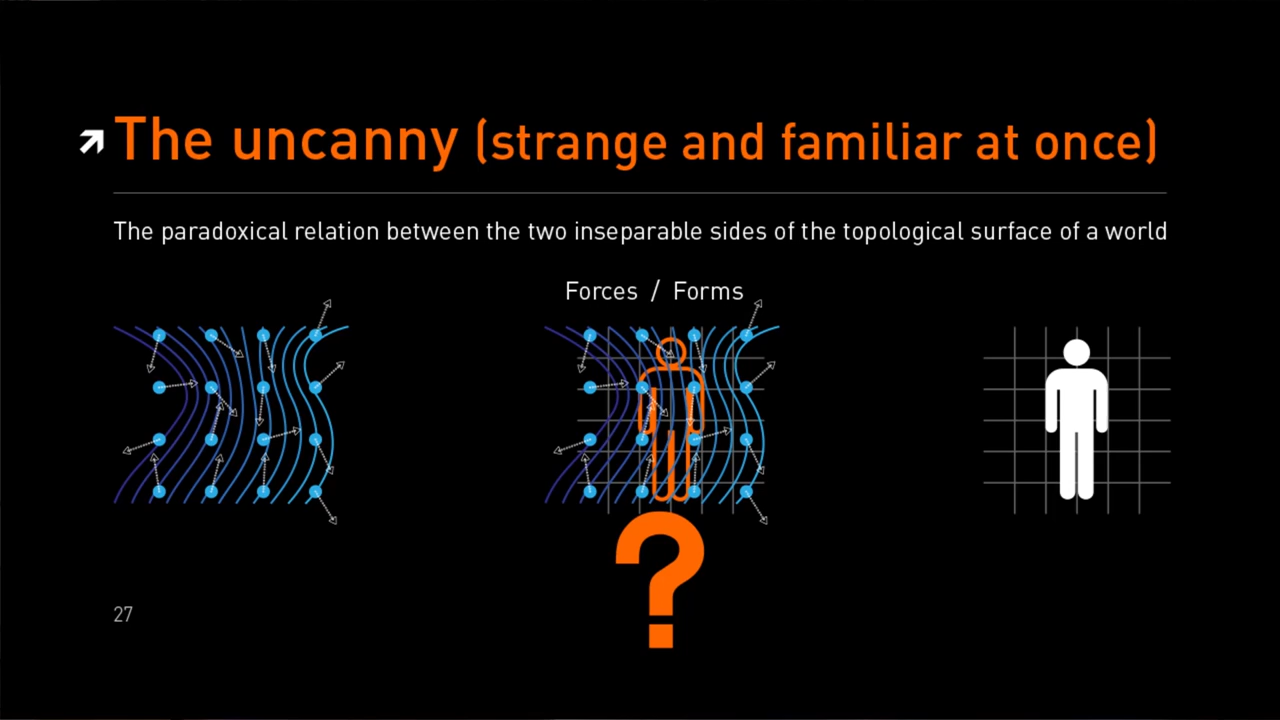 The uncanny (strange and familiar at once)
The paradoxical relation between the two inseparable sides of the topological surface of a world
Forces / Forms
?
27